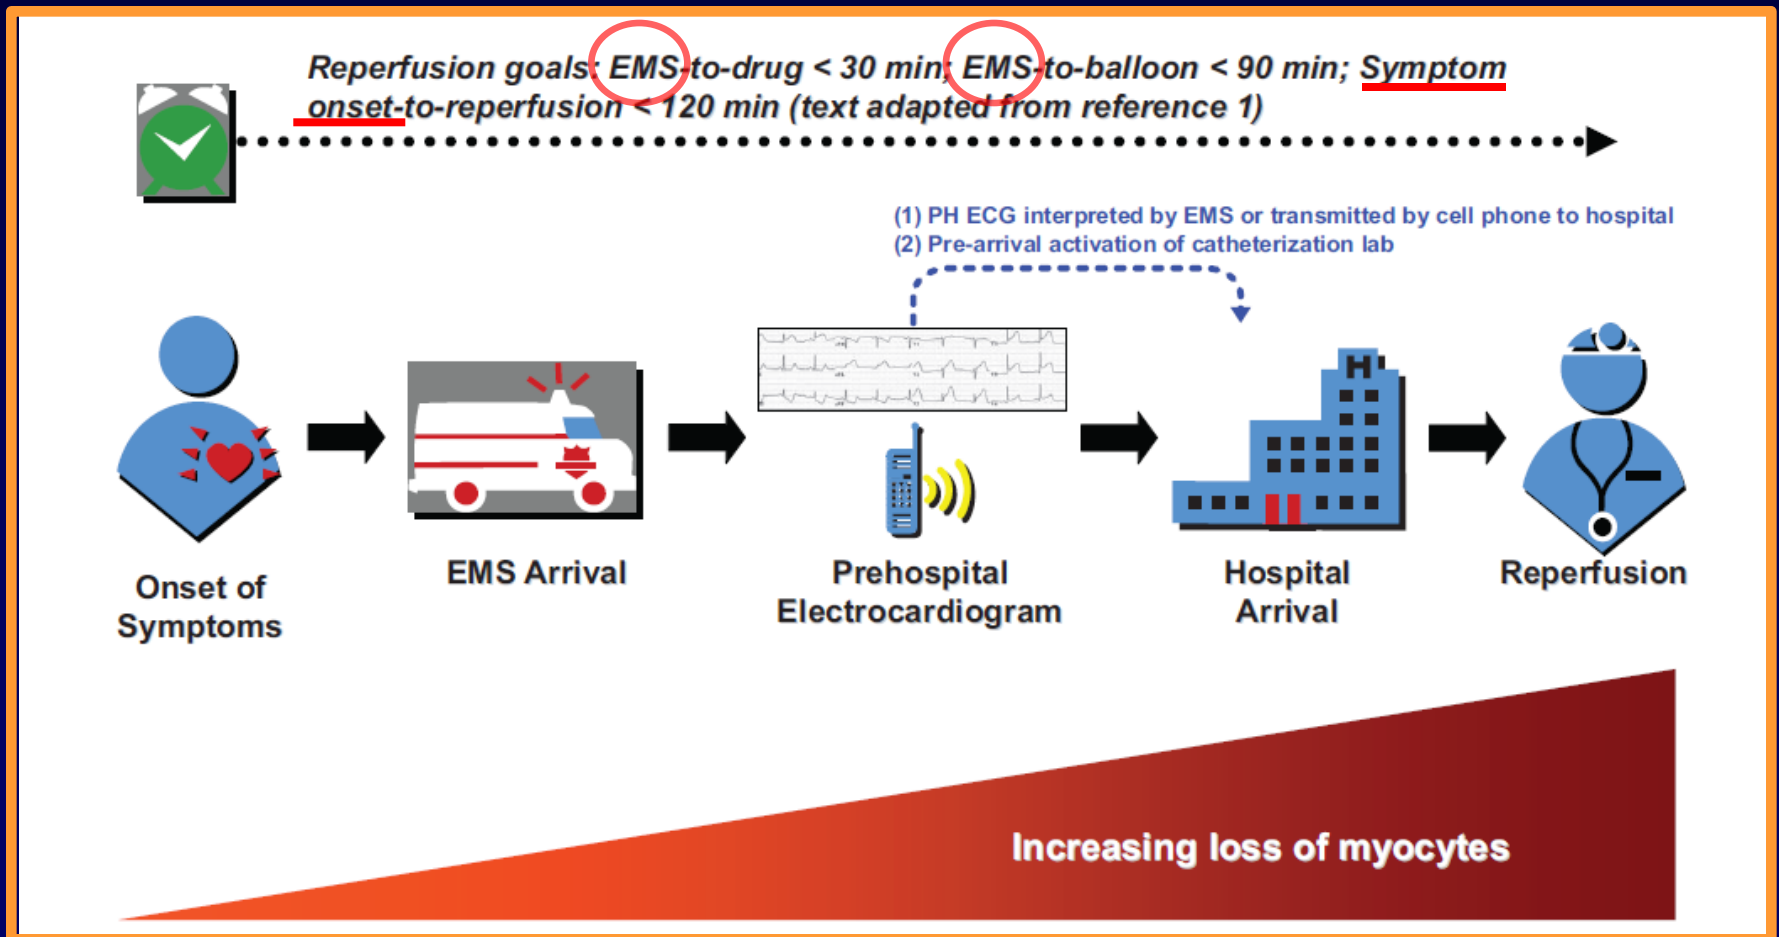 Reperfusion goals: EMS-to-drug < 30 min; EMS-to-balloon < 90 min; Symptom
onset-to-reperfusion < 120 min (text adapted from reference 1)
(1) PH ECG interpreted by EMS or transmitted by cell phone to hospital
(2) Pre-arrival activation of catheterization lab
H
Onset of
Symptoms
EMS Arrival
Prehospital
Electrocardiogram
Hospital
Arrival
Reperfusion
Increasing loss of myocytes